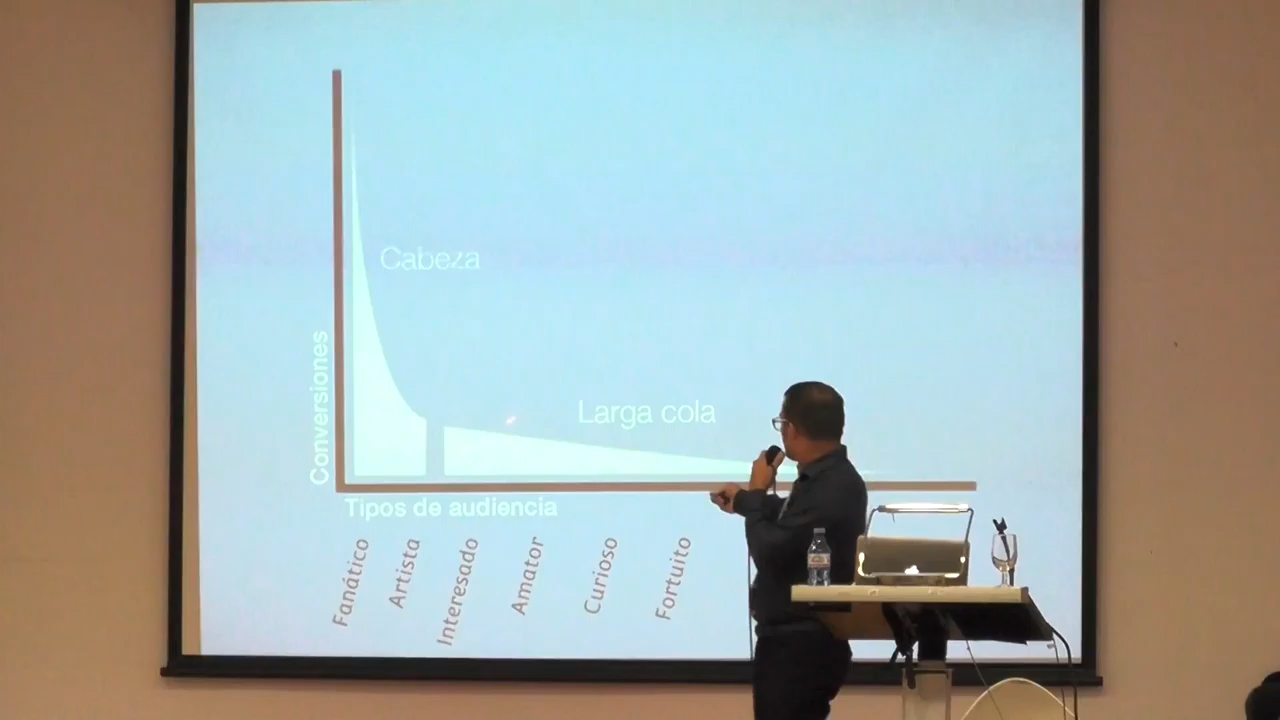 Cabeza
Larga cola
Conversiones
Tipos de audiencia
Fanático
Artista
Interesado
Amator
Curioso
Fortuito